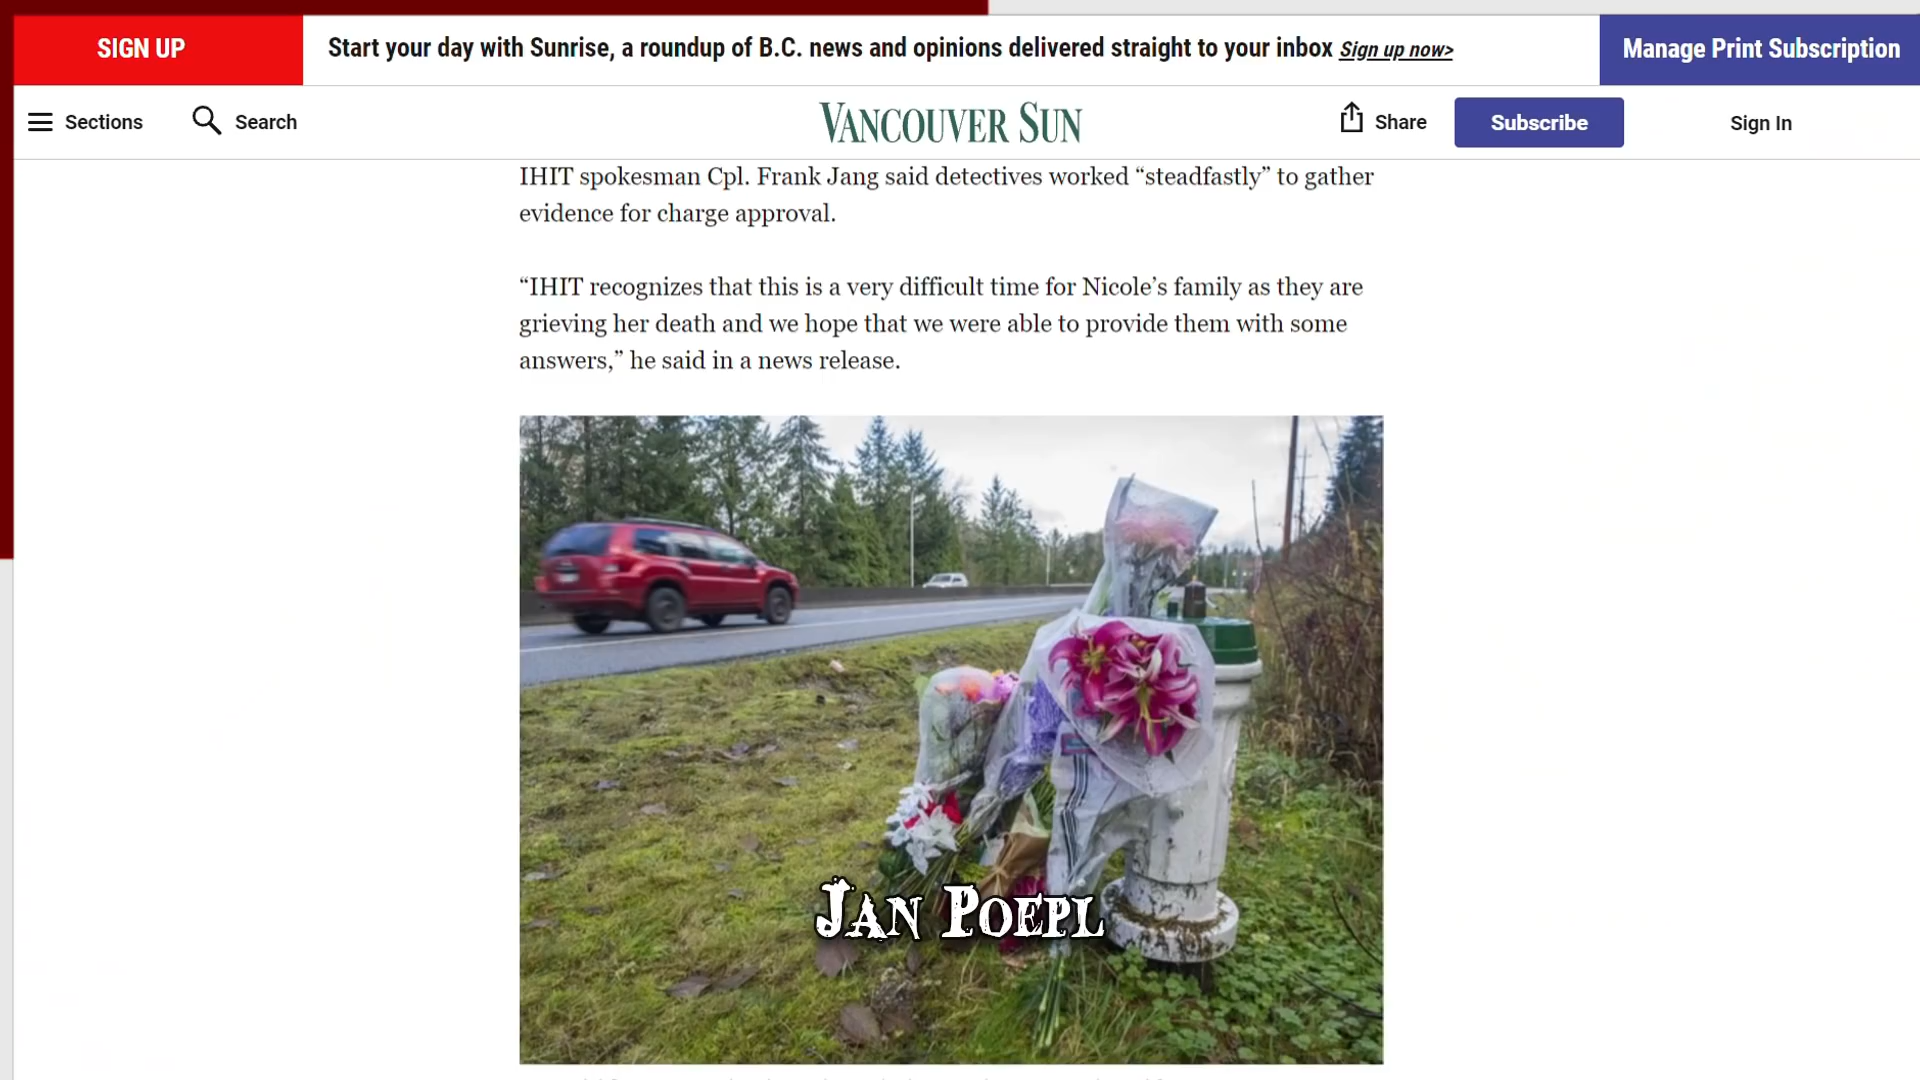 SIGN UP
Start your day with Sunrise, a roundup of B.C. news and opinions delivered straight to your inbox Sign up now>
Manage Print Subscription
Sections
Search
VANCOUVER SUN
Share
Subscribe
Sign In
IHIT spokesman Cpl. Frank Jang said detectives worked “steadfastly” to gather
evidence for charge approval.
“IHIT recognizes that this is a very difficult time for Nicole’s family as they are
grieving her death and we hope that we were able to provide them with some
answers,” he said in a news release.
JAN POEPL